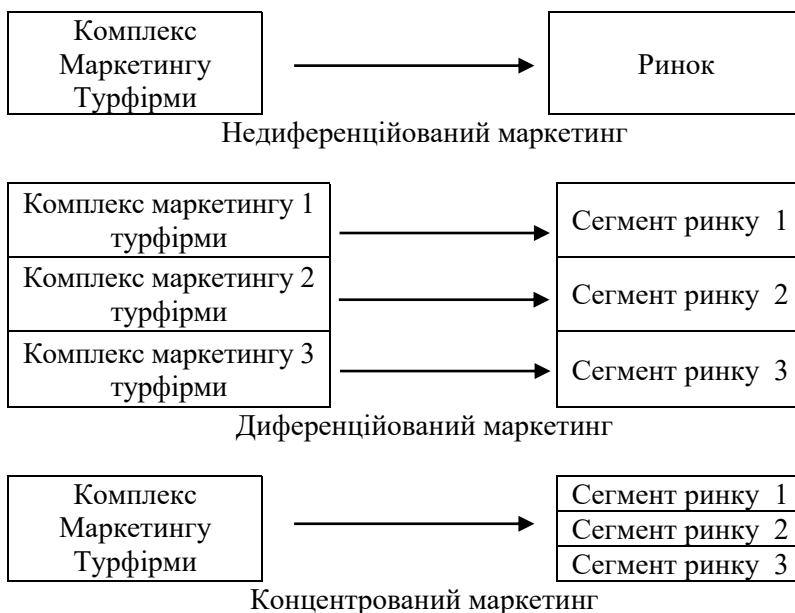 Комплекс
Маркетингу
Турфірми
Ринок
Недиференційований маркетинг
Комплекс маркетингу 1
турфірми
Сегмент ринку 1
Комплекс маркетингу 2
турфірми
Сегмент ринку 2
Комплекс маркетингу 3
турфірми
Сегмент ринку 3
Диференційований маркетинг
Комплекс
Маркетингу
Турфірми
Сегмент ринку 1
Сегмент ринку 2
Сегмент ринку 3
Концентрований маркетинг